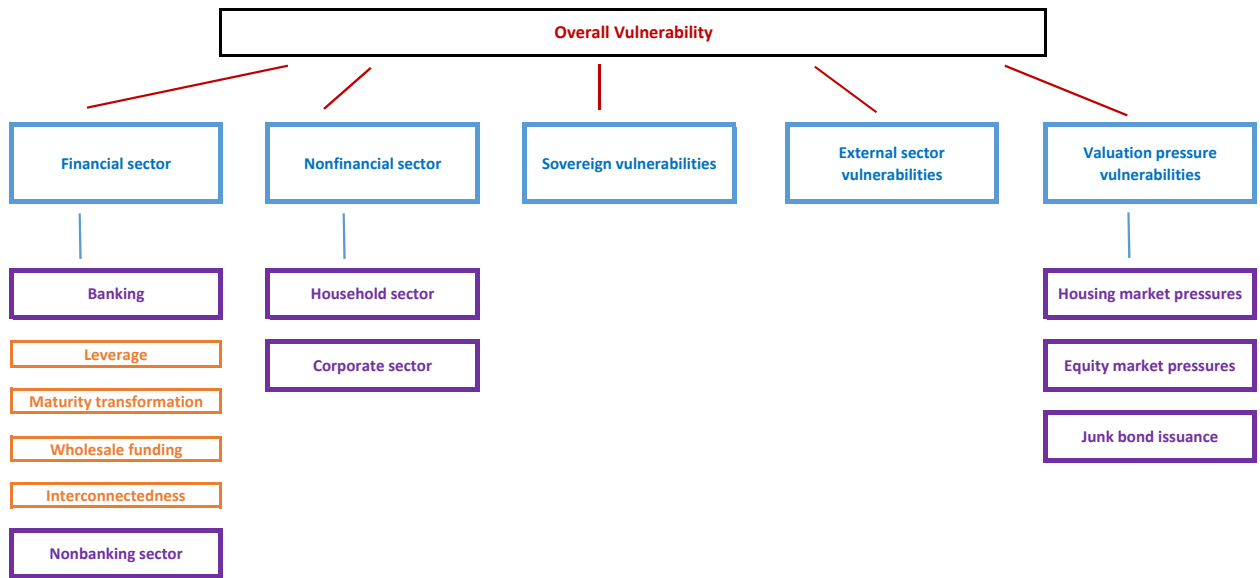 Overall Vulnerability
Financial sector
Nonfinancial sector
Sovereign vulnerabilities
External sector
vulnerabilities
Valuation pressure
vulnerabilities
Banking
Household sector
Housing market pressures
Leverage
Corporate sector
Equity market pressures
Maturity transformation
Wholesale funding
Junk bond issuance
Interconnectedness
Nonbanking sector